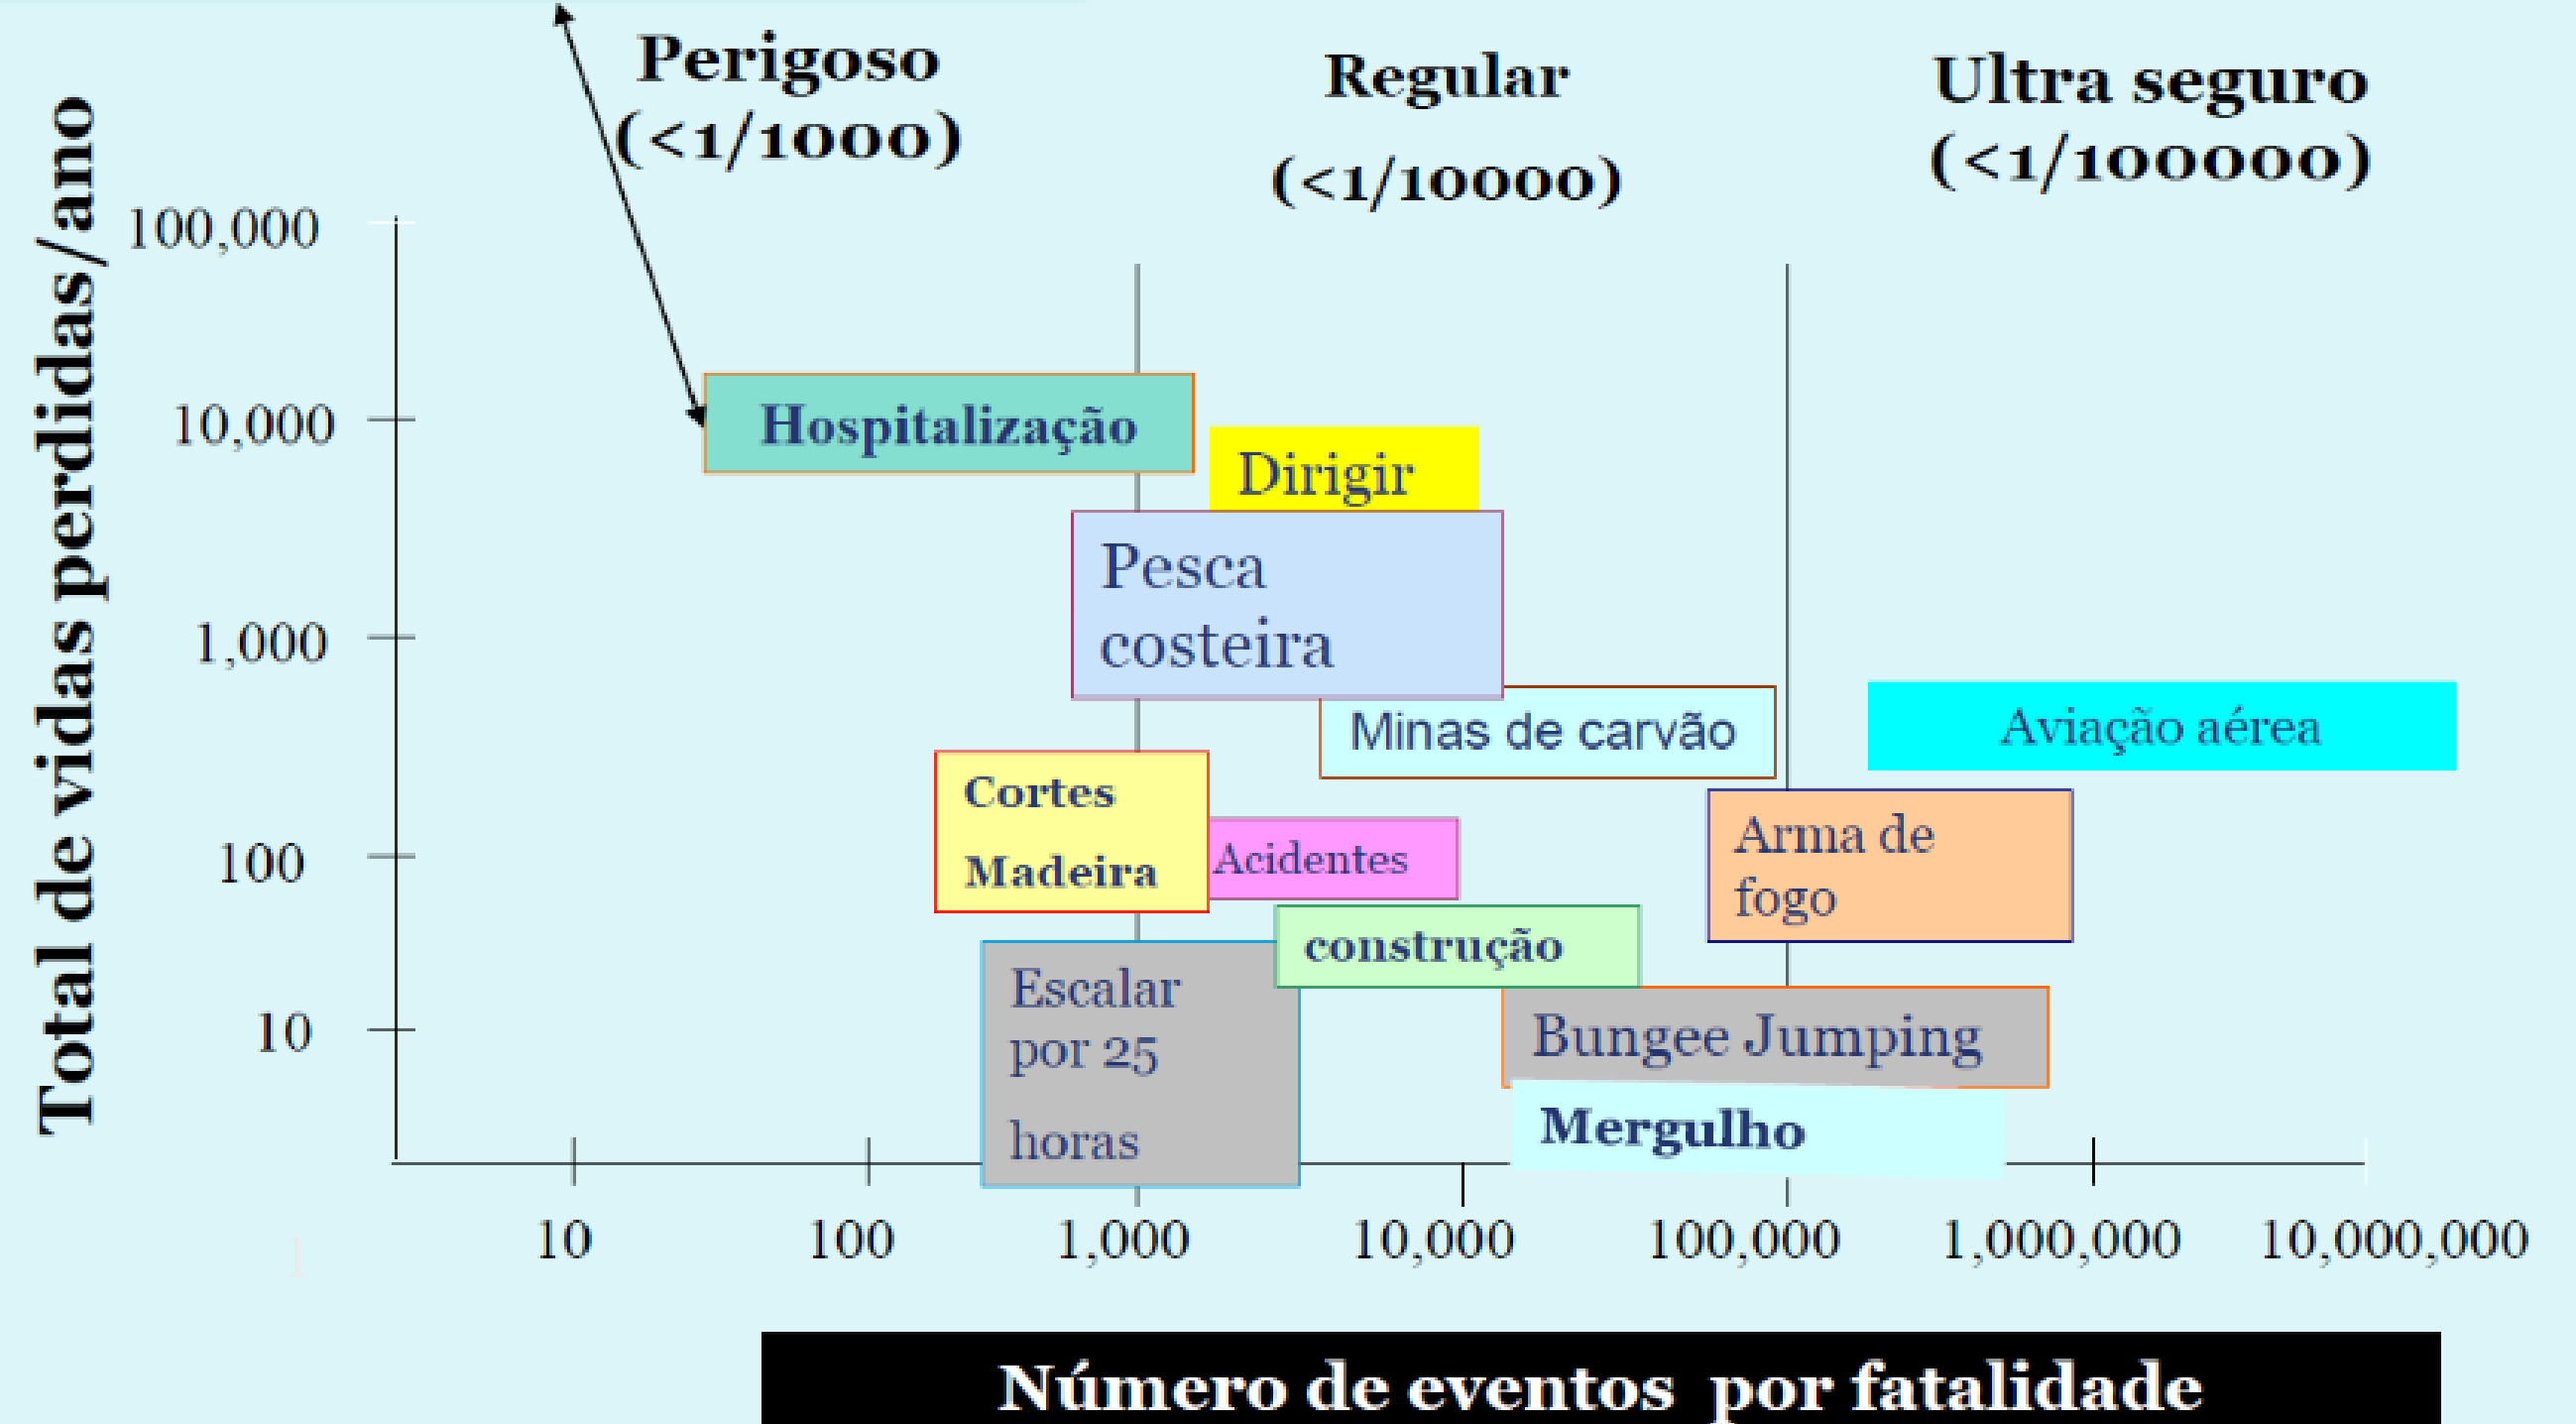 Perigoso
(<1/1000)
Regular
(<1/10000)
Ultra seguro
(<1/100000)
Total de vidas perdidas/ano
100,000
10,000
1,000
100
10
Hospitalização
Dirigir
Pesca
costeira
Minas de carvão
Aviação aérea
Cortes
Madeira
Acidentes
Arma de
fogo
construção
Escalar
por 25
horas
Bungee Jumping
Mergulho
10
100
1,000
10,000
100,000
1,000,000
10,000,000
Número de eventos por fatalidade